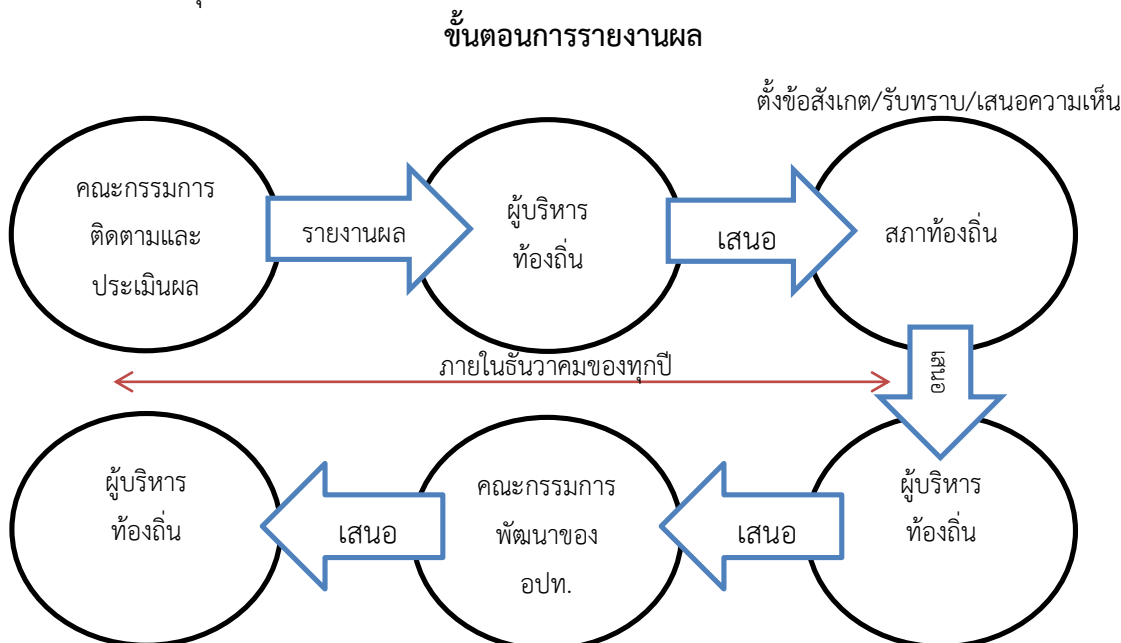 ขั้นตอนการรายงานผล
ตั้งข้อสังเกต/รับทราบ/เสนอความเห็น
คณะกรรมการ
ติดตามและ
ประเมินผล
รายงานผล
ผู้บริหาร
ท้องถิ่น
เสนอ
สภาท้องถิ่น
เสนอ
ภายในธันวาคมของทุกปี
ผู้บริหาร
ท้องถิ่น
เสนอ
คณะกรรมการ
พัฒนาของ
อปท.
เสนอ
ผู้บริหาร
ท้องถิ่น